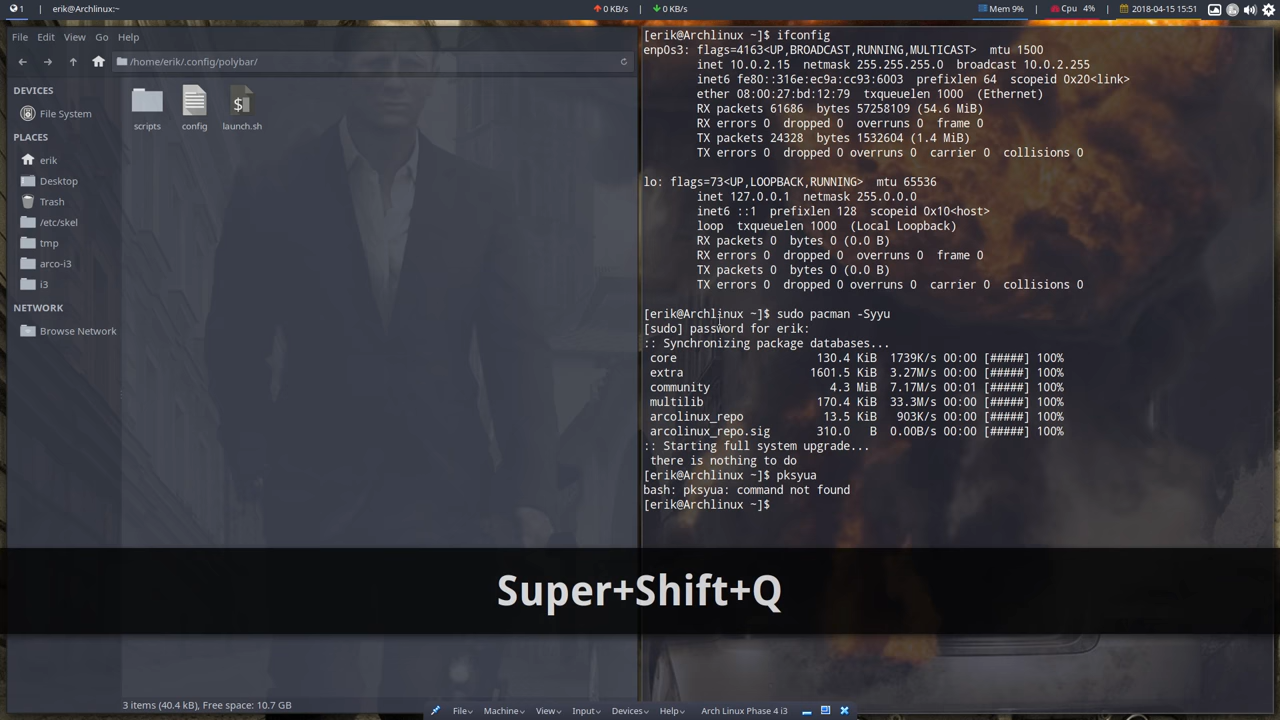 1 erik@Archlinux:~ 0 KB/s 0 KB/s Mem 9% Cpu 4% 2018-04-15 15:51
File Edit View Go Help
/home/erik/.config/polybar/
DEVICES
File System
PLACES
erik
Desktop
Trash
/etc/skel
tmp
arco-i3
i3
NETWORK
Browse Network
scripts config launch.sh
3 items (40.4 kB), Free space: 10.7 GB
[erik@Archlinux ~]$ ifconfig
enp0s3: flags=4163<UP,BROADCAST,RUNNING,MULTICAST>  mtu 1500
        inet 10.0.2.15  netmask 255.255.255.0  broadcast 10.0.2.255
        inet6 fe80::316e:ec9a:cc93:6003  prefixlen 64  scopeid 0x20<link>
        ether 08:00:27:bd:12:79  txqueuelen 1000  (Ethernet)
        RX packets 61686  bytes 57258109 (54.6 MiB)
        RX errors 0  dropped 0  overruns 0  frame 0
        TX packets 24328  bytes 1532604 (1.4 MiB)
        TX errors 0  dropped 0 overruns 0  carrier 0  collisions 0
lo: flags=73<UP,LOOPBACK,RUNNING>  mtu 65536
        inet 127.0.0.1  netmask 255.0.0.0
        inet6 ::1  prefixlen 128  scopeid 0x10<host>
        loop  txqueuelen 1000  (Local Loopback)
        RX packets 0  bytes 0 (0.0 B)
        RX errors 0  dropped 0  overruns 0  frame 0
        TX packets 0  bytes 0 (0.0 B)
        TX errors 0  dropped 0 overruns 0  carrier 0  collisions 0
[erik@Archlinux ~]$ sudo pacman -Syyu
[sudo] password for erik:
:: Synchronizing package databases...
 core 130.4 KiB 1739K/s 00:00 [#####] 100%
 extra 1601.5 KiB 3.27M/s 00:00 [#####] 100%
 community 4.3 MiB 7.17M/s 00:01 [#####] 100%
 multilib 170.4 KiB 33.3M/s 00:00 [#####] 100%
 arcolinux_repo 13.5 KiB 903K/s 00:00 [#####] 100%
 arcolinux_repo.sig 310.0 B 0.00B/s 00:00 [#####] 100%
:: Starting full system upgrade...
 there is nothing to do
[erik@Archlinux ~]$ pksyua
bash: pksyua: command not found
[erik@Archlinux ~]$
Super+Shift+Q
File Machine View Input Devices Help Arch Linux Phase 4 i3